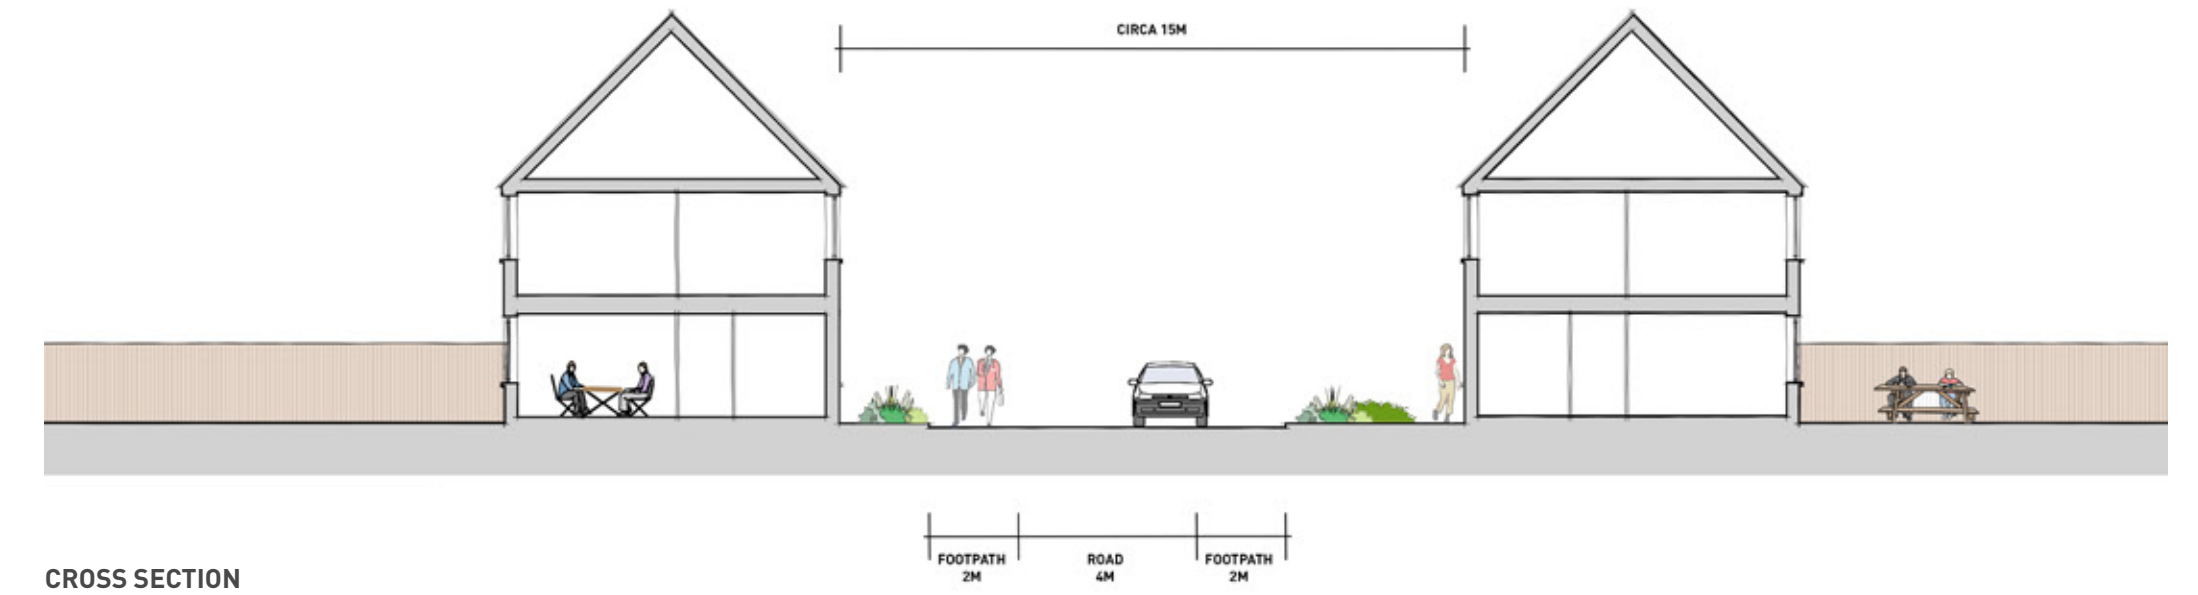 CIRCA 15M
FOOTPATH
2M
ROAD
4M
FOOTPATH
2M
CROSS SECTION